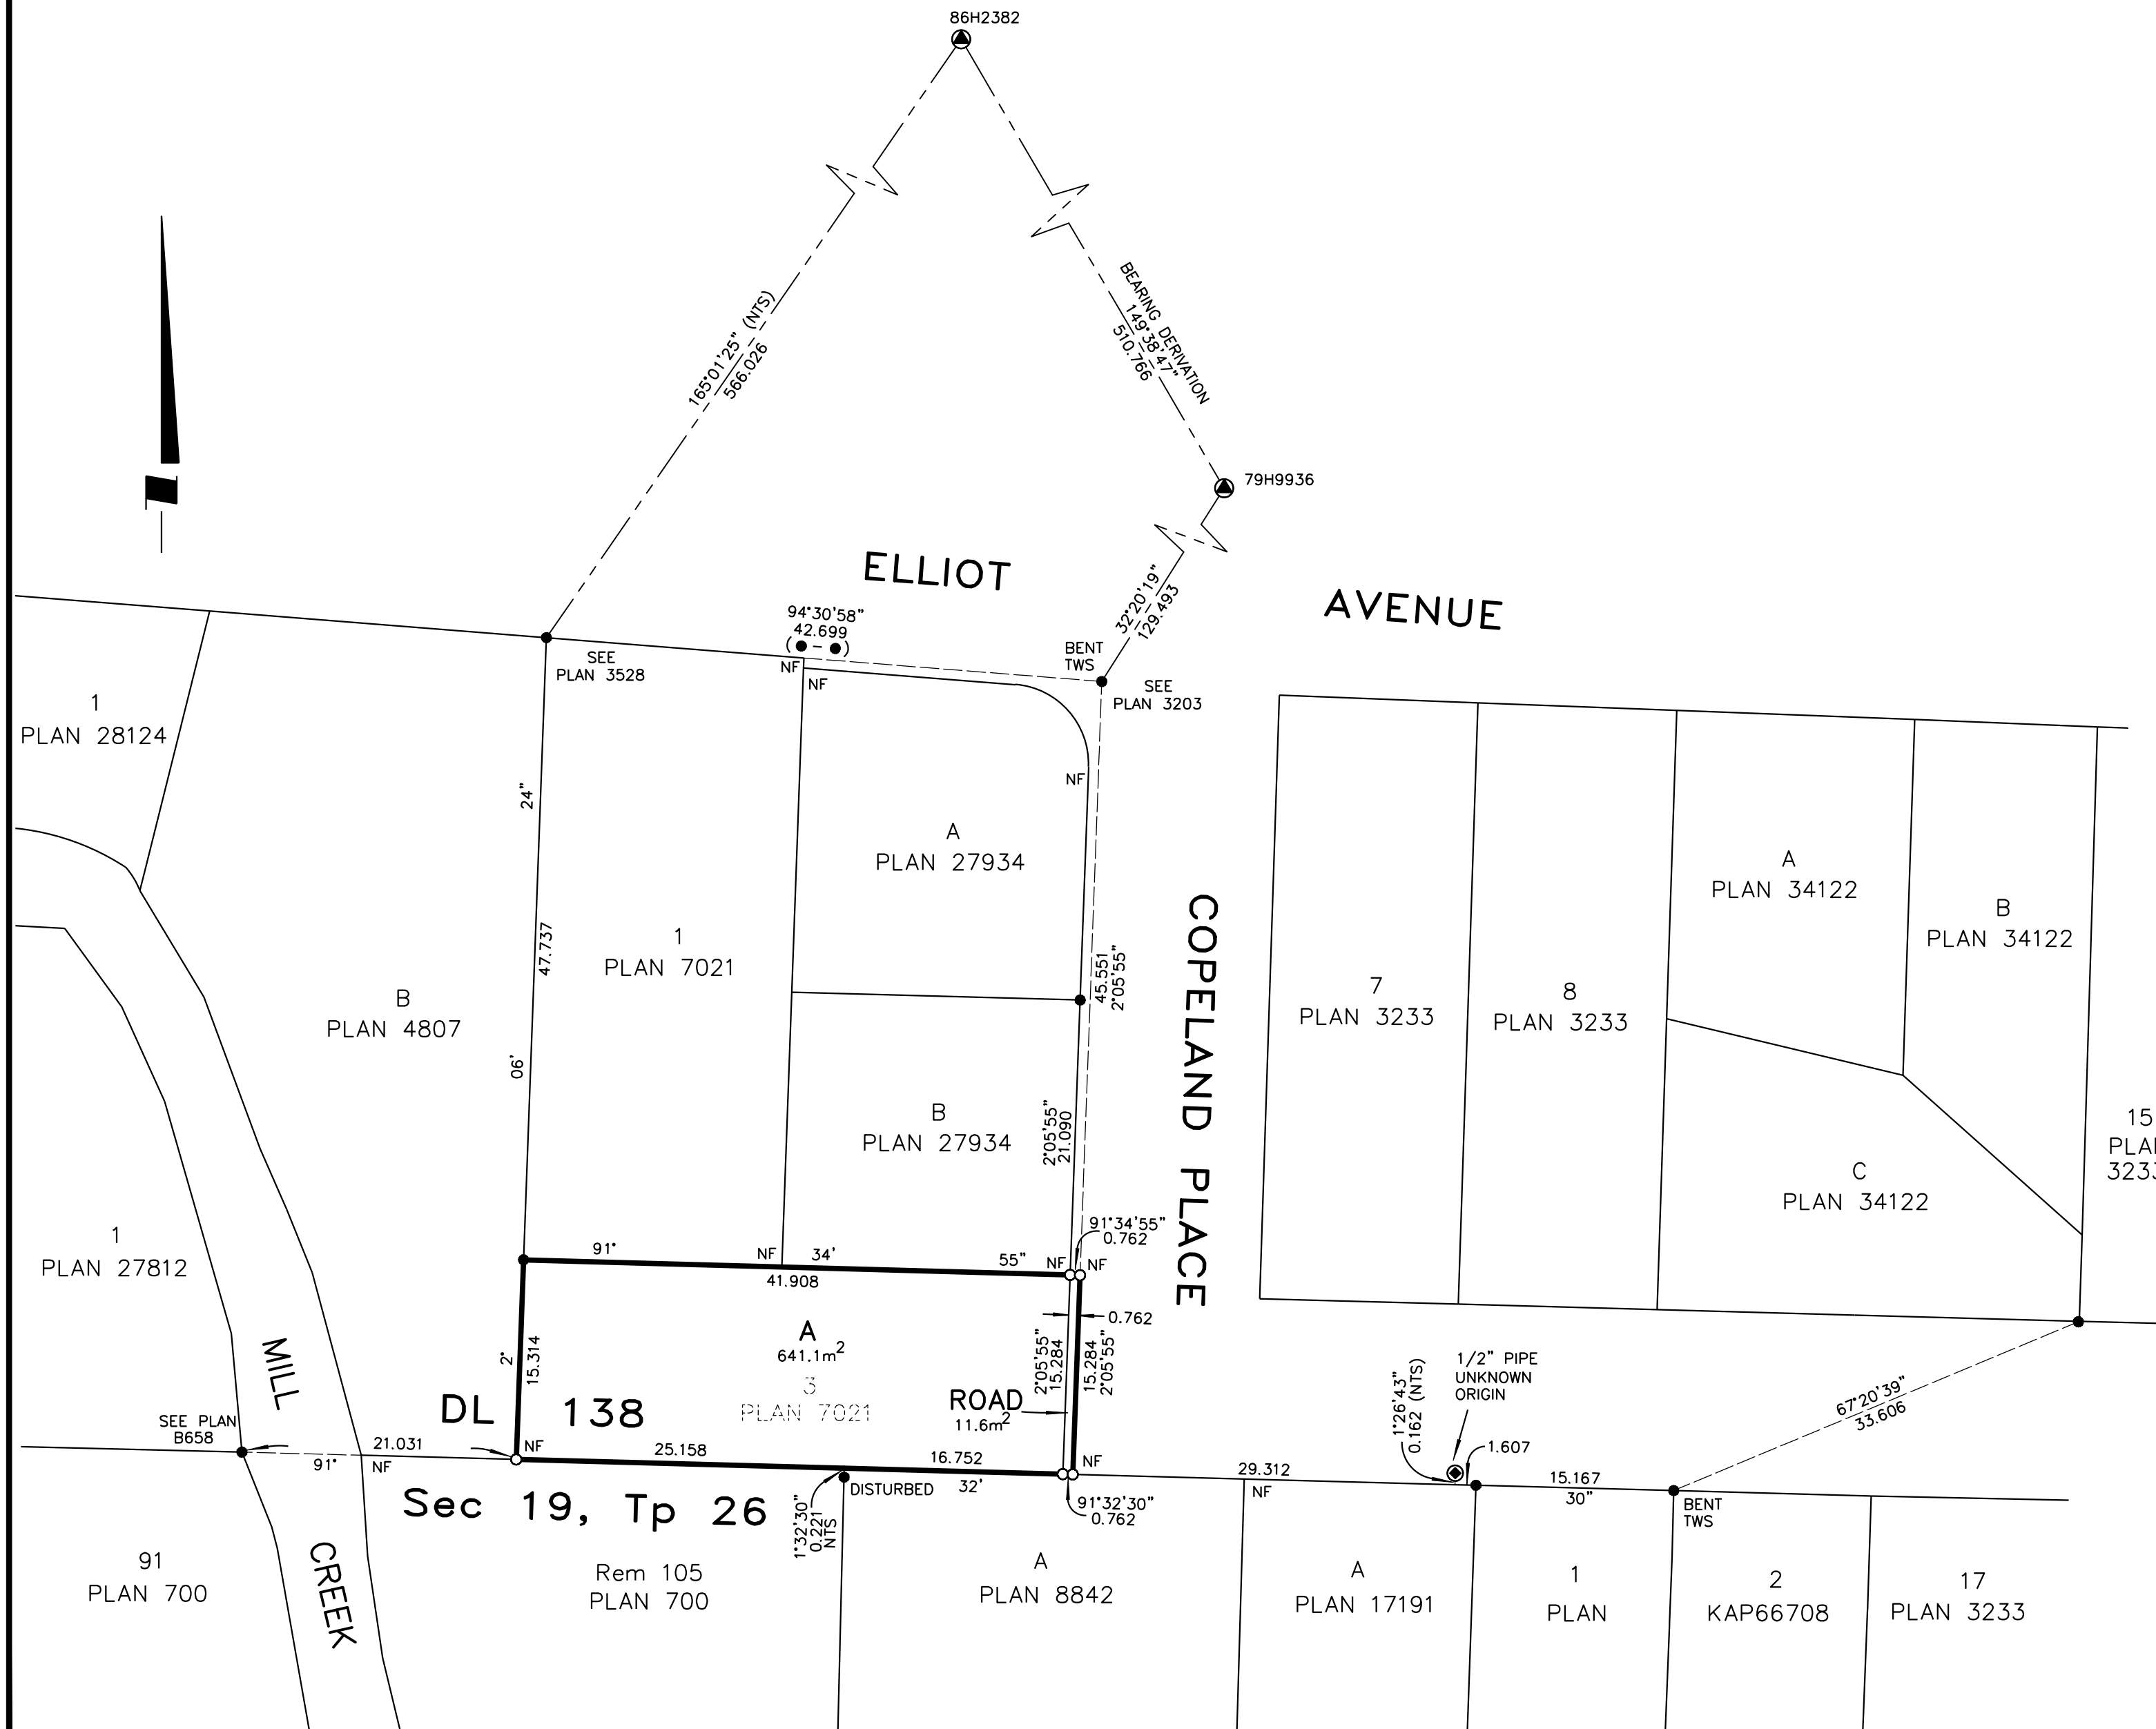 86H2382
165°01'25" (NTS)
566.026
BEARING DERIVATION
149°38'47"
510.766
79H9936
ELLIOT
AVENUE
32°20'19"
129.493
94°30'58"
42.699
( - )
BENT
TWS
SEE
PLAN 3528
NF
NF
SEE
PLAN 3203
1
PLAN 28124
24"
NF
A
PLAN 27934
A
PLAN 34122
B
PLAN 34122
1
PLAN 7021
47.737
B
PLAN 4807
45.551
2°05'55"
COPELAND PLACE
7
PLAN 3233
8
PLAN 3233
06'
B
PLAN 27934
2°05'55"
21.090
15
C
PLAN 34122
3233
1
PLAN 27812
91°
NF
34'
55"
NF
NF
91°34'55"
0.762
41.908
0.762
2°
15.314
A
641.1m2
3
PLAN 7021
2°05'55"
15.284
15.284
2°05'55"
ROAD
11.6m2
MILL
CREEK
DL 138
SEE PLAN
B658
91°
21.031
NF
NF
25.158
16.752
32'
NF
DISTURBED
1°32'30"
0.221
NTS
91°32'30"
0.762
29.312
NF
1°26'43"
0.162 (NTS)
1/2" PIPE
UNKNOWN
ORIGIN
1.607
15.167
30"
67°20'39"
33.606
BENT
TWS
Sec 19, Tp 26
91
PLAN 700
Rem 105
PLAN 700
A
PLAN 8842
A
PLAN 17191
1
PLAN
2
KAP66708
17
PLAN 3233